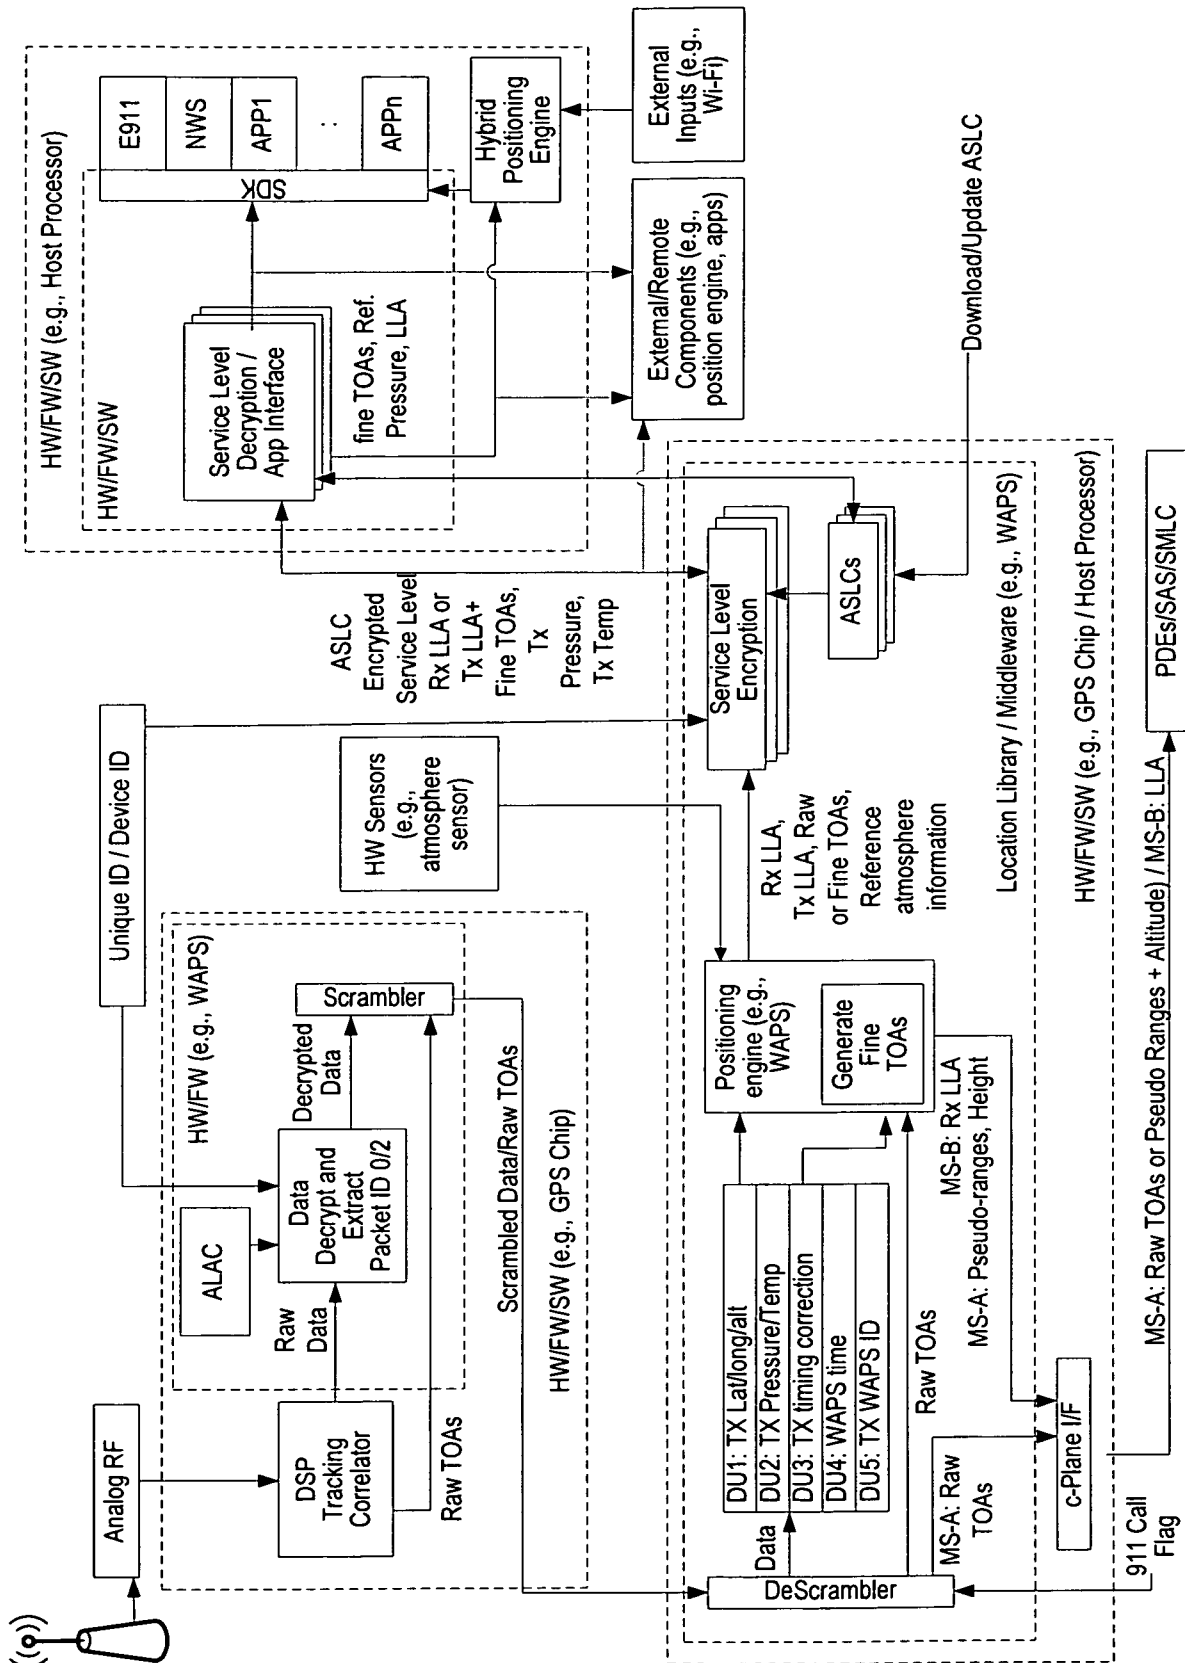 Analog RF
DSP
Tracking
Correlator
Raw TOAs
Raw
Data
ALAC
Data
Decrypt and
Extract
Packet ID 0/2
Decrypted
Data
Scrambler
HW/FW (e.g., WAPS)
HW/FW/SW (e.g., GPS Chip)
Unique ID / Device ID
Scrambled Data/Raw TOAs
HW Sensors
(e.g.,
atmosphere
sensor)
ASLC
Encrypted
Service Level
Rx LLA or
Tx LLA+
Fine TOAs,
Tx
Pressure,
Tx Temp
HW/FW/SW (e.g., Host Processor)
HW/FW/SW
Service Level
Decryption /
App Interface
fine TOAs, Ref.
Pressure, LLA
SDK
E911
NWS
APP1
:
APPn
Hybrid
Positioning
Engine
External
Inputs (e.g.,
Wi-Fi)
External/Remote
Components (e.g.,
position engine, apps)
Download/Update ASLC
DeScrambler
Data
DU1: TX Lat/long/alt
DU2: TX Pressure/Temp
DU3: TX timing correction
DU4: WAPS time
DU5: TX WAPS ID
Raw TOAs
MS-A: Raw
TOAs
Positioning
engine (e.g.,
WAPS)
Generate
Fine
TOAs
MS-B: Rx LLA
MS-A: Pseudo-ranges, Height
Rx LLA,
Tx LLA, Raw
or Fine TOAs,
Reference
atmosphere
information
Service Level
Encryption
ASLCs
Location Library / Middleware (e.g., WAPS)
HW/FW/SW (e.g., GPS Chip / Host Processor)
c-Plane I/F
911 Call
Flag
MS-A: Raw TOAs or Pseudo Ranges + Altitude) / MS-B: LLA
PDEs/SAS/SMLC